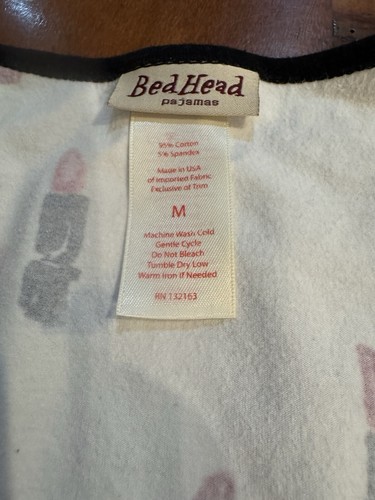 BedHead
pajamas
95% Cotton
5% Spandex
Made in USA
of imported Fabric
Exclusive of Trim
M
Machine Wash Cold
Gentle Cycle
Do Not Bleach
Tumble Dry Low
Warm Iron If Needed
RN 132163